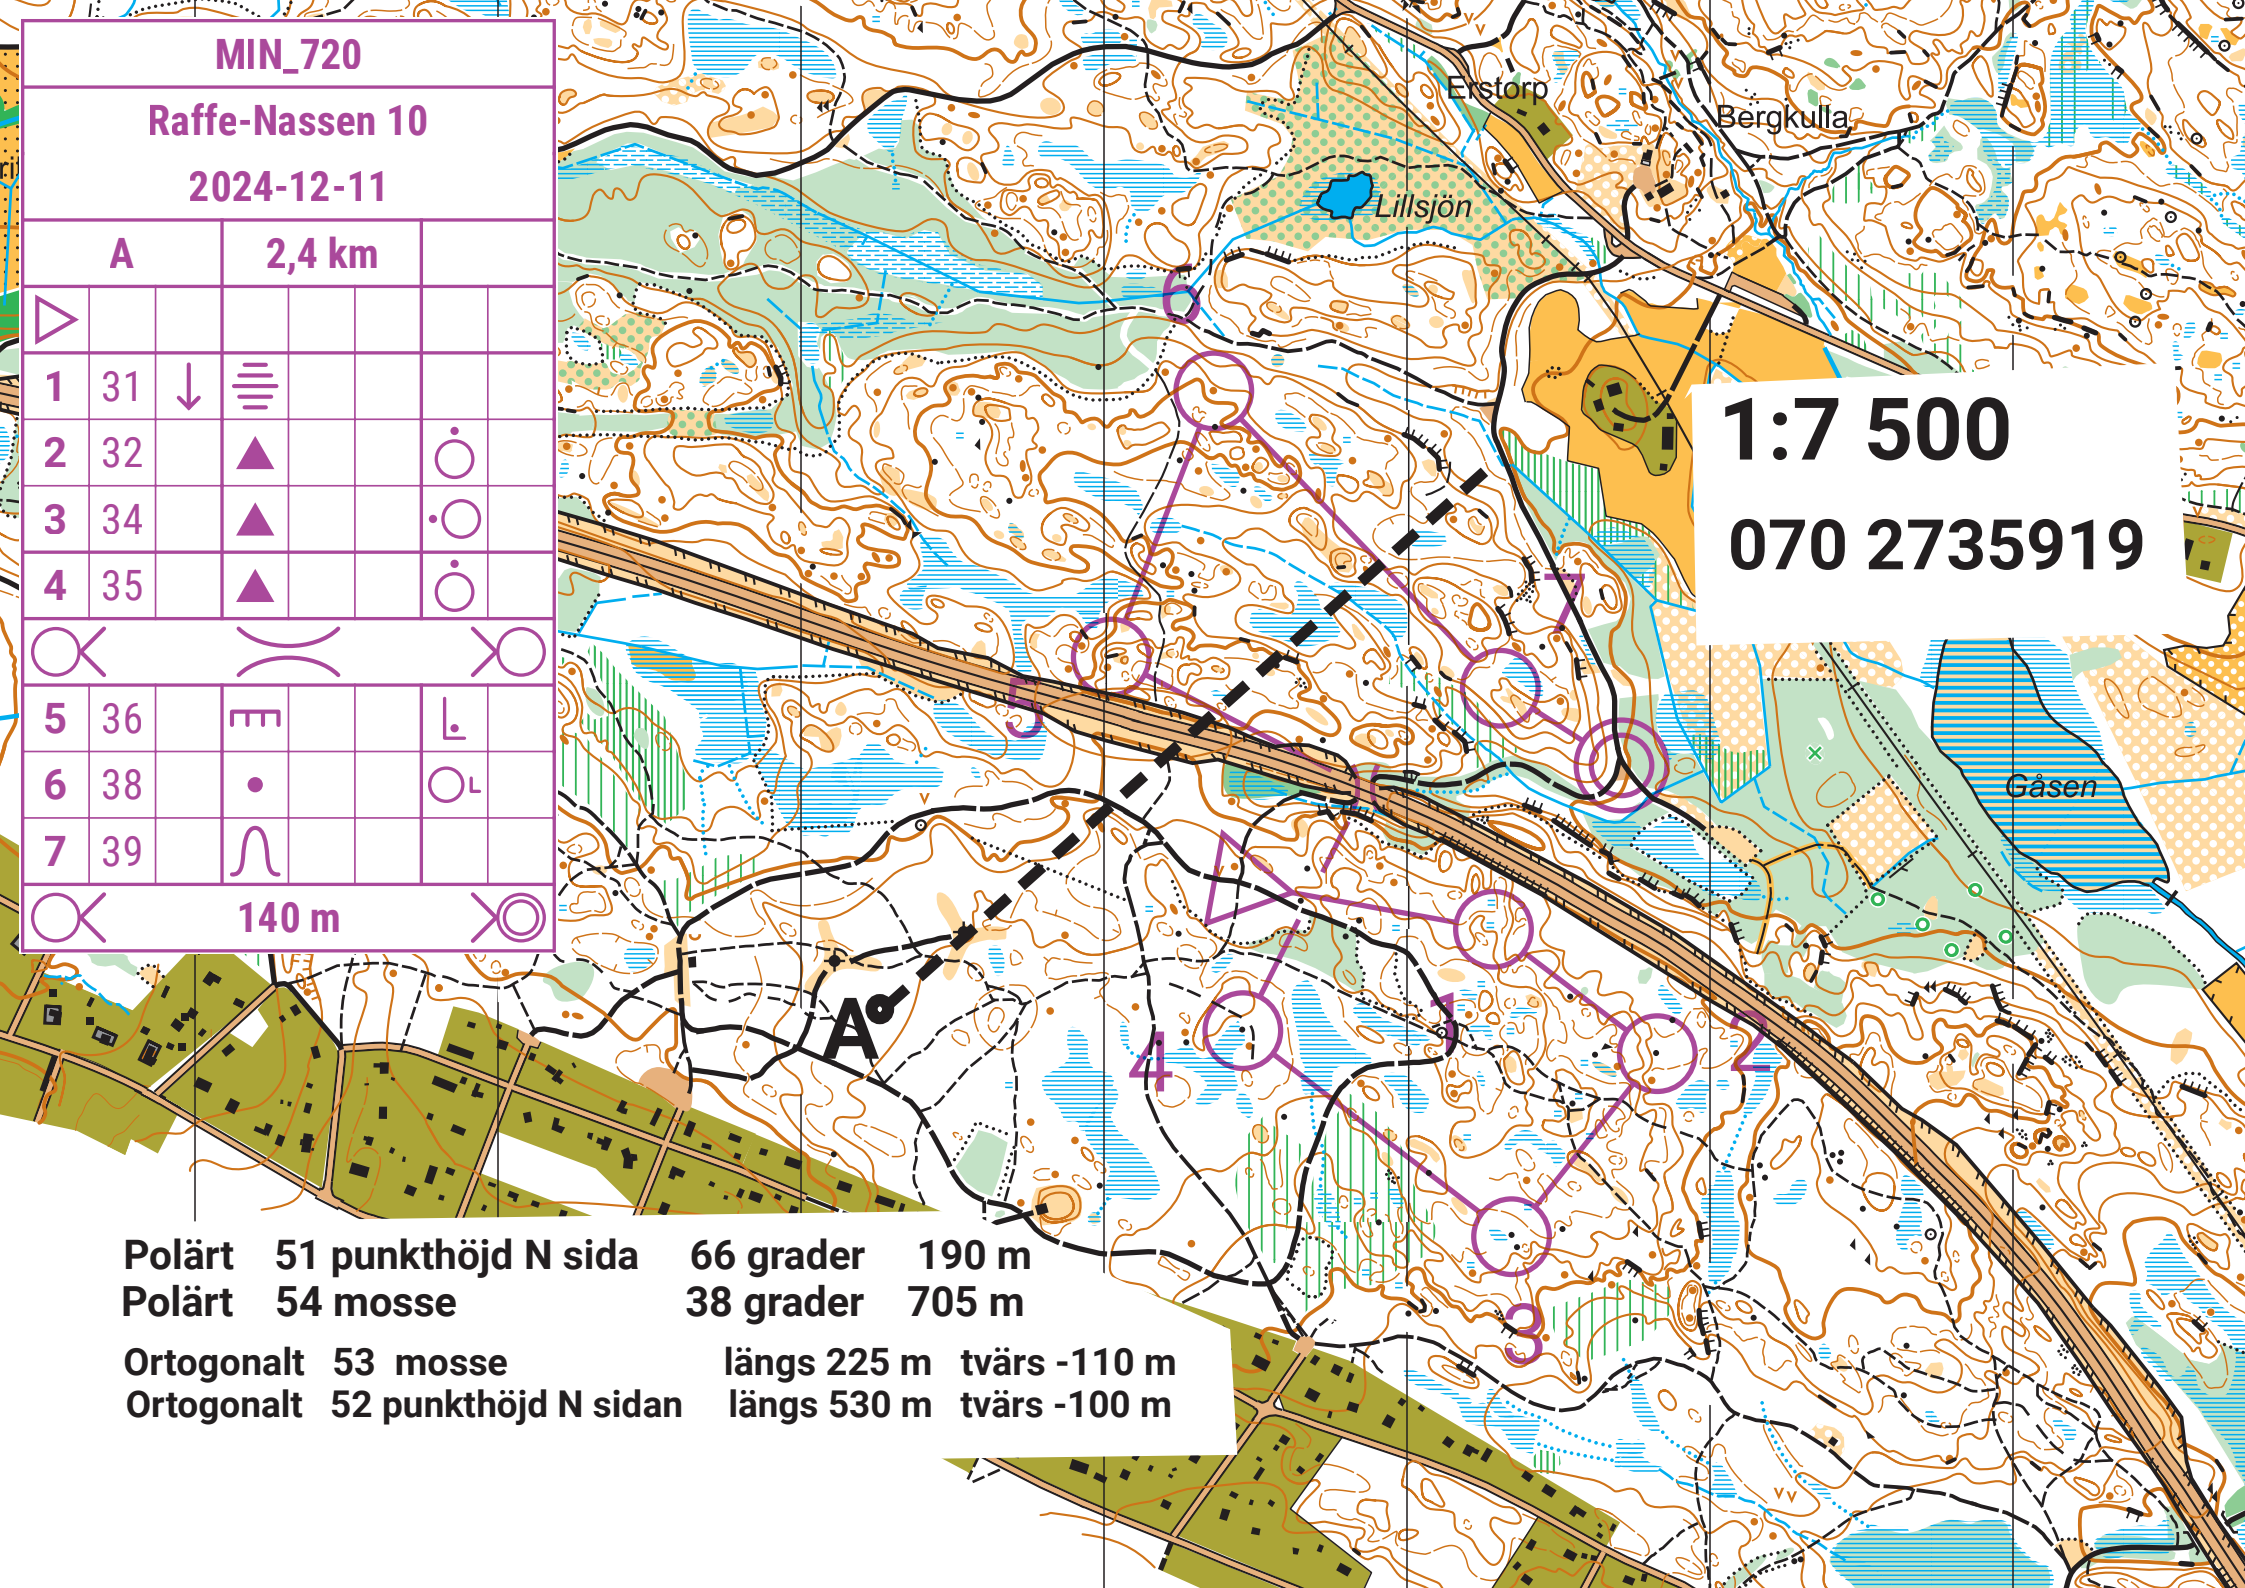 MIN_720
Raffe-Nassen 10
2024-12-11
A 2,4 km
1 31
2 32
3 34
4 35
5 36
6 38
7 39
140 m
Erstorp
Bergkulla
Lillsjön
6
1:7 500
070 2735919
7
5
Gåsen
A
4
1
2
3
Polärt 51 punkthöjd N sida 66 grader 190 m
Polärt 54 mosse 38 grader 705 m
Ortogonalt 53 mosse längs 225 m tvärs -110 m
Ortogonalt 52 punkthöjd N sidan längs 530 m tvärs -100 m